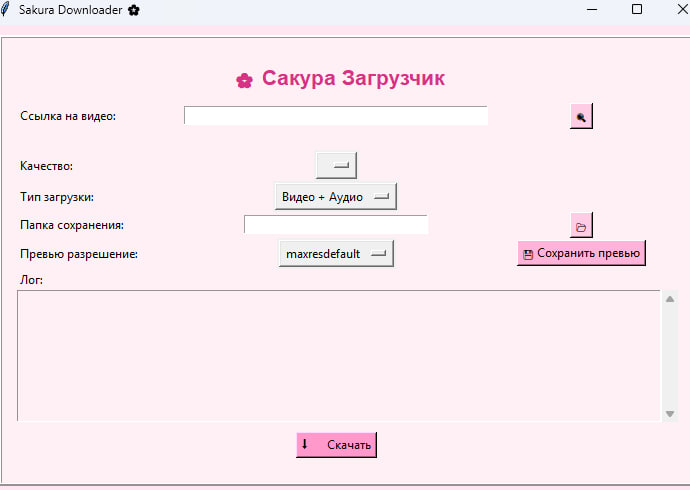 Sakura Downloader ✿
✿ Сакура Загрузчик
Ссылка на видео:
Качество:
Тип загрузки: Видео + Аудио
Папка сохранения:
Превью разрешение: maxresdefault 💾 Сохранить превью
Лог:
⬇ Скачать